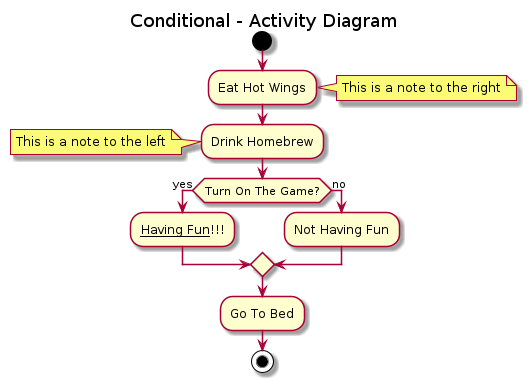 Conditional - Activity Diagram
Eat Hot Wings
This is a note to the right
This is a note to the left
Drink Homebrew
yes
Turn On The Game?
no
Having Fun!!!
Not Having Fun
Go To Bed